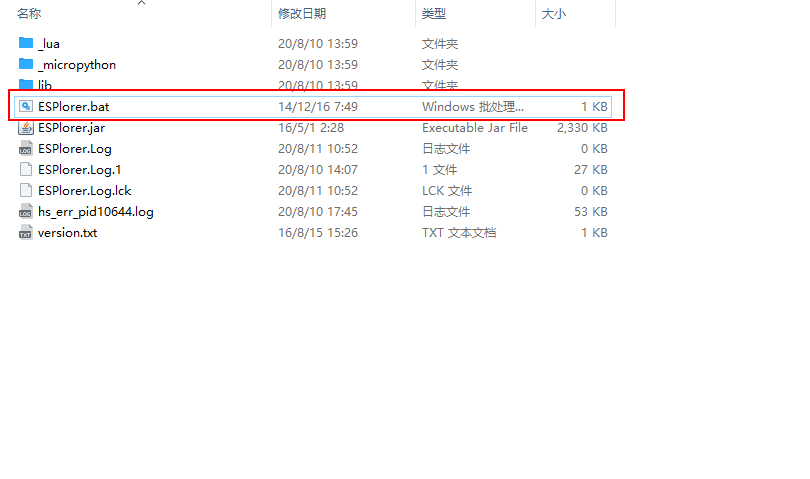 名称 修改日期 类型 大小
_lua 20/8/10 13:59 文件夹
_micropython 20/8/10 13:59 文件夹
lib 20/8/10 13:59 文件夹
ESPlorer.bat 14/12/16 7:49 Windows 批处理... 1 KB
ESPlorer.jar 16/5/1 2:28 Executable Jar File 2,330 KB
ESPlorer.Log 20/8/11 10:52 日志文件 0 KB
ESPlorer.Log.1 20/8/10 14:07 1 文件 27 KB
ESPlorer.Log.lck 20/8/11 10:52 LCK 文件 0 KB
hs_err_pid10644.log 20/8/10 17:45 日志文件 53 KB
version.txt 16/8/15 15:26 TXT 文本文档 1 KB